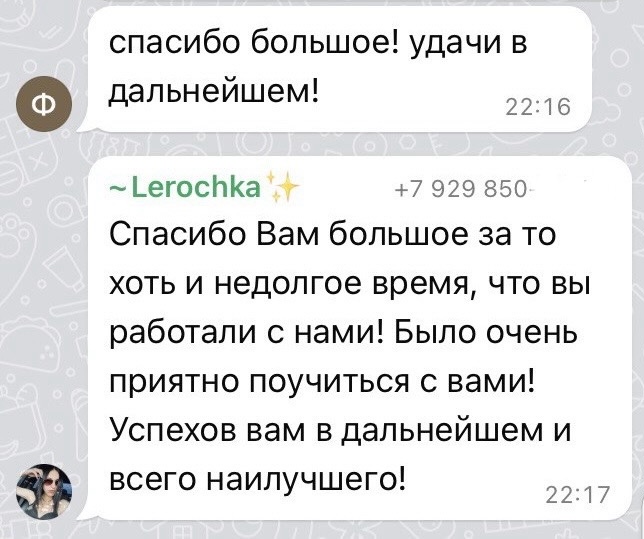 спасибо большое! удачи в
дальнейшем!
22:16
Ф
~Lerochka✨
+7 929 850-
Спасибо Вам большое за то
хоть и недолгое время, что вы
работали с нами! Было очень
приятно поучиться с вами!
Успехов вам в дальнейшем и
всего наилучшего!
22:17